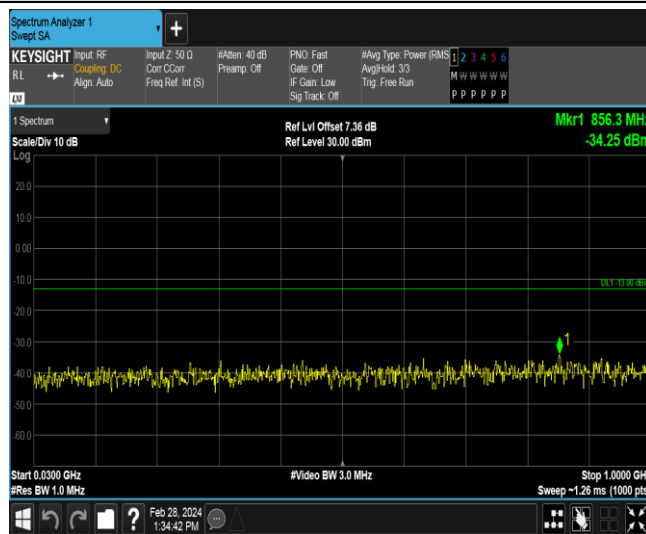 Spectrum Analyzer 1
Swept SA
+
KEYSIGHT
RL
LXI
Input: RF
Coupling: DC
Align: Auto
Input Z: 50 Ω
Corr CCorr
Freq Ref: Int (S)
#Atten: 40 dB
Preamp: Off
PNO: Fast
Gate: Off
IF Gain: Low
Sig Track: Off
#Avg Type: Power (RMS
Avg|Hold: 3/3
Trig: Free Run
1 2 3 4 5 6
M W W W W W
P P P P P P
1 Spectrum
Scale/Div 10 dB
Log
Ref Lvl Offset 7.36 dB
Ref Level 30.00 dBm
Mkr1 856.3 MHz
-34.25 dBm
20.0
10.0
0.00
-10.0
DL1 -13.00 dBm
-20.0
-30.0
1
-40.0
-50.0
-60.0
Start 0.0300 GHz
#Res BW 1.0 MHz
#Video BW 3.0 MHz
Stop 1.0000 GH
Sweep ~1.26 ms (1000 pts
?
Feb 28, 2024
1:34:42 PM